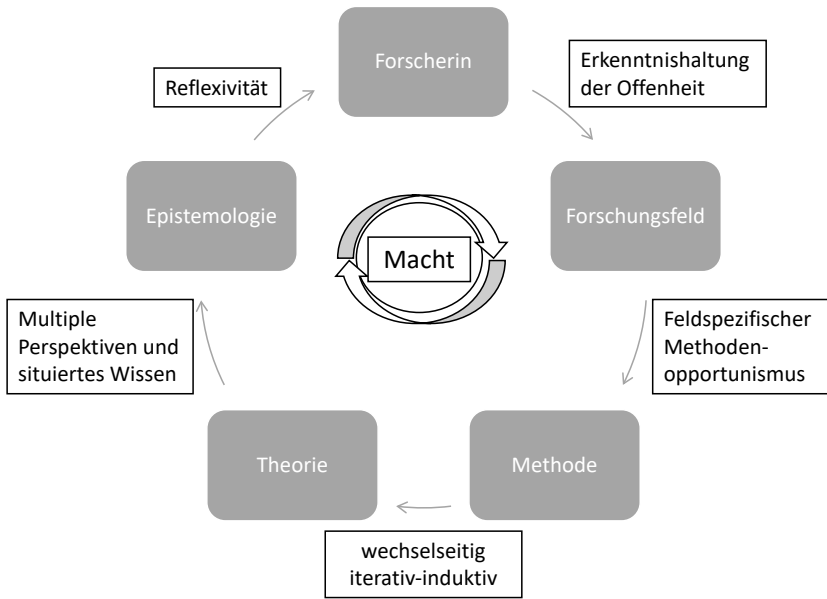 Forscherin
Erkenntnishaltung
der Offenheit
Reflexivität
Epistemologie
Forschungsfeld
Macht
Multiple
Perspektiven und
situiertes Wissen
Feldspezifischer
Methoden-
opportunismus
Theorie
Methode
wechselseitig
iterativ-induktiv